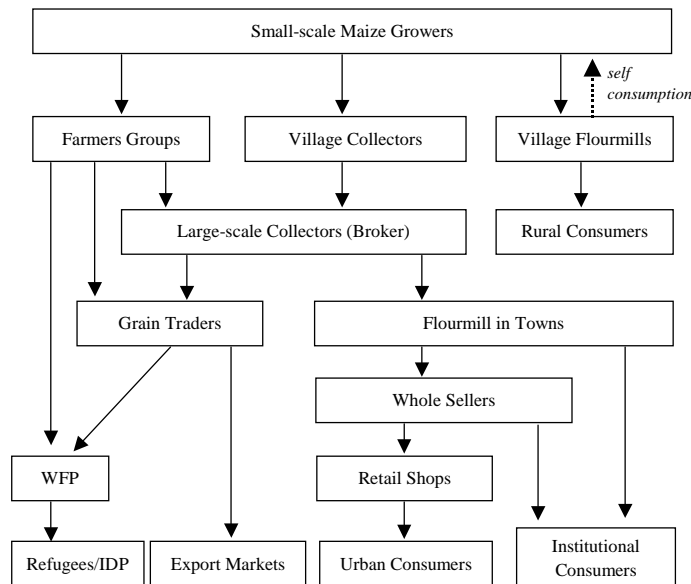 Small-scale Maize Growers
self
consumption
Farmers Groups
Village Collectors
Village Flourmills
Large-scale Collectors (Broker)
Rural Consumers
Grain Traders
Flourmill in Towns
Whole Sellers
WFP
Retail Shops
Refugees/IDP
Export Markets
Urban Consumers
Institutional
Consumers